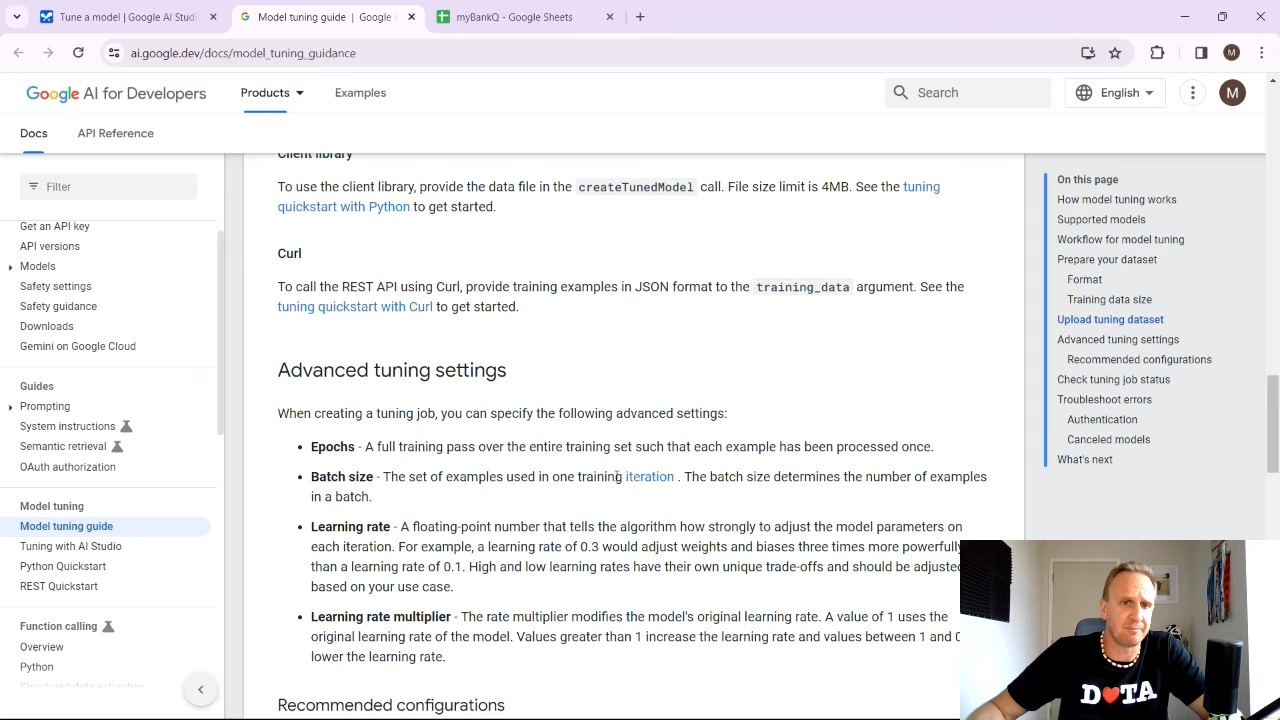 Train a model | Google AI Studio
Model tuning guide | Google A
myBankQ - Google Sheets
ai.google.dev/docs/model_tuning_guidance
M
Google AI for Developers
Products
Examples
Search
English
M
Docs
API Reference
Filter
Get an API key
API versions
Models
Safety settings
Safety guidance
Downloads
Gemini on Google Cloud
Guides
Prompting
System instructions
Semantic retrieval
OAuth authorization
Model tuning
Model tuning guide
Tuning with AI Studio
Python Quickstart
REST Quickstart
Function calling
Overview
Python
Structured data extraction
Client library
To use the client library, provide the data file in the createTunedModel call. File size limit is 4MB. See the tuning
quickstart with Python to get started.
Curl
To call the REST API using Curl, provide training examples in JSON format to the training_data argument. See the
tuning quickstart with Curl to get started.
Advanced tuning settings
When creating a tuning job, you can specify the following advanced settings:
• Epochs - A full training pass over the entire training set such that each example has been processed once.
• Batch size - The set of examples used in one training iteration . The batch size determines the number of examples
in a batch.
• Learning rate - A floating-point number that tells the algorithm how strongly to adjust the model parameters on
each iteration. For example, a learning rate of 0.3 would adjust weights and biases three times more powerfully
than a learning rate of 0.1. High and low learning rates have their own unique trade-offs and should be adjusted
based on your use case.
• Learning rate multiplier - The rate multiplier modifies the model's original learning rate. A value of 1 uses the
original learning rate of the model. Values greater than 1 increase the learning rate and values between 1 and 0
lower the learning rate.
Recommended configurations
On this page
How model tuning works
Supported models
Workflow for model tuning
Prepare your dataset
Format
Training data size
Upload tuning dataset
Advanced tuning settings
Recommended configurations
Check tuning job status
Troubleshoot errors
Authentication
Canceled models
What's next
D♥TA